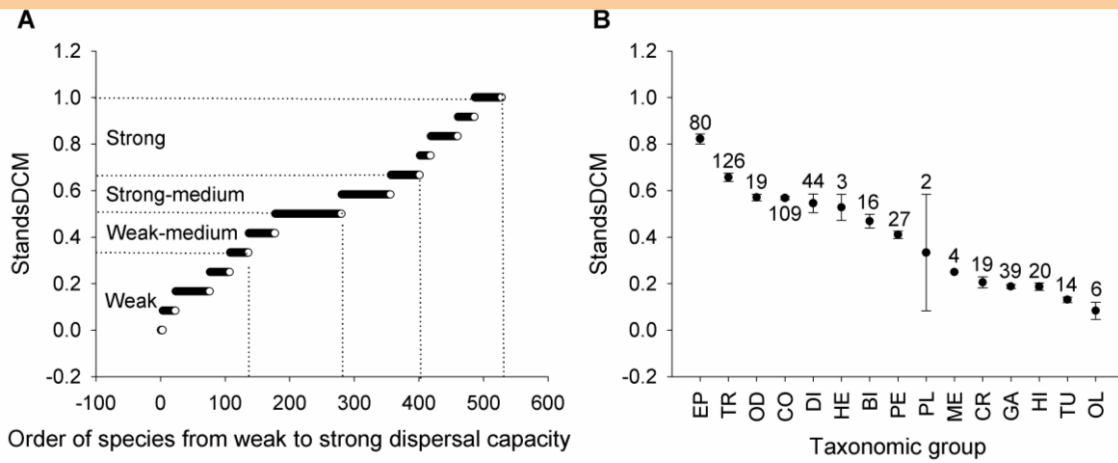 A
StandsDCM
1.2
1.0
0.8
0.6
0.4
0.2
0.0
-0.2
Strong
Strong-medium
Weak-medium
Weak
-100 0 100 200 300 400 500 600
Order of species from weak to strong dispersal capacity
B
StandsDCM
1.2
1.0
0.8
0.6
0.4
0.2
0.0
-0.2
80
126
19
109
44
3
16
27
2
4
19
39
20
14
6
EP TR OD CO DI HE BI PE PL ME CR GA HI TU OL
Taxonomic group